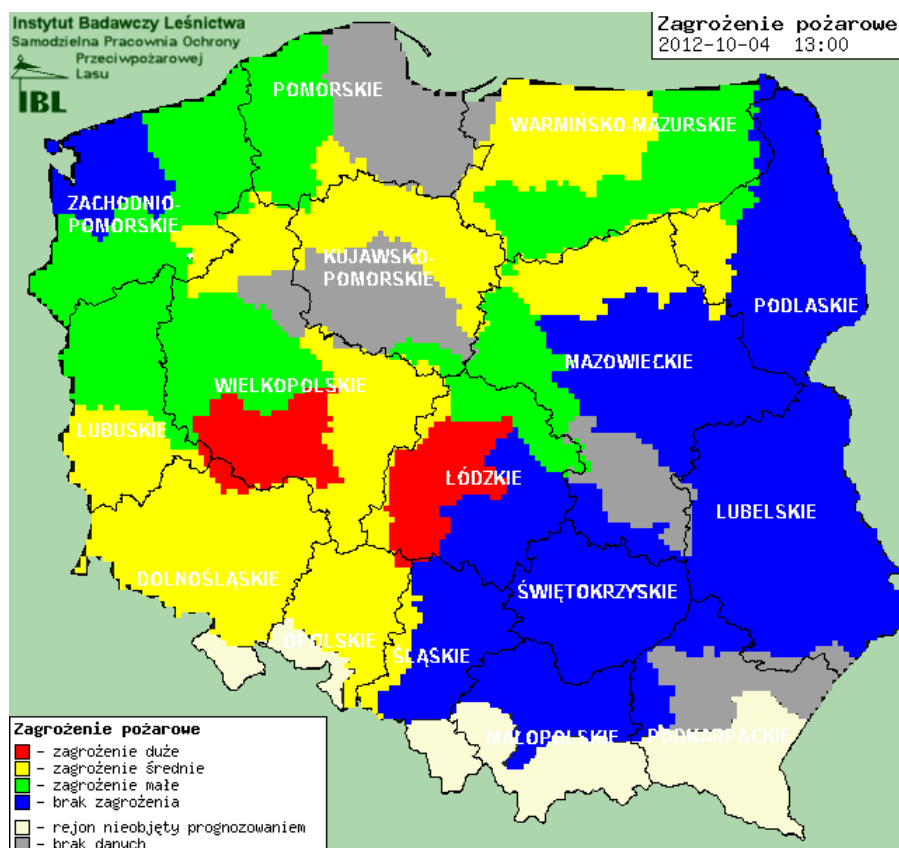 Instytut Badawczy Leśnictwa
Samodzielna Pracownia Ochrony
Przeciwpożarowej
Lasu
IBL
Zagrożenie pożarowe
2012-10-04 13:00
POMORSKIE
WARMIŃSKO-MAZURSKIE
ZACHODNIO-
POMORSKIE
KUJAWSKO-
POMORSKIE
PODLASKIE
MAZOWIECKIE
WIELKOPOLSKIE
LUBUSKIE
ŁÓDZKIE
LUBELSKIE
DOLNOŚLĄSKIE
ŚWIĘTOKRZYSKIE
OPOLSKIE
ŚLĄSKIE
MAŁOPOLSKIE
PODKARPACKIE
Zagrożenie pożarowe
- zagrożenie duże
- zagrożenie średnie
- zagrożenie małe
- brak zagrożenia
- rejon nieobjęty prognozowaniem
- brak danych